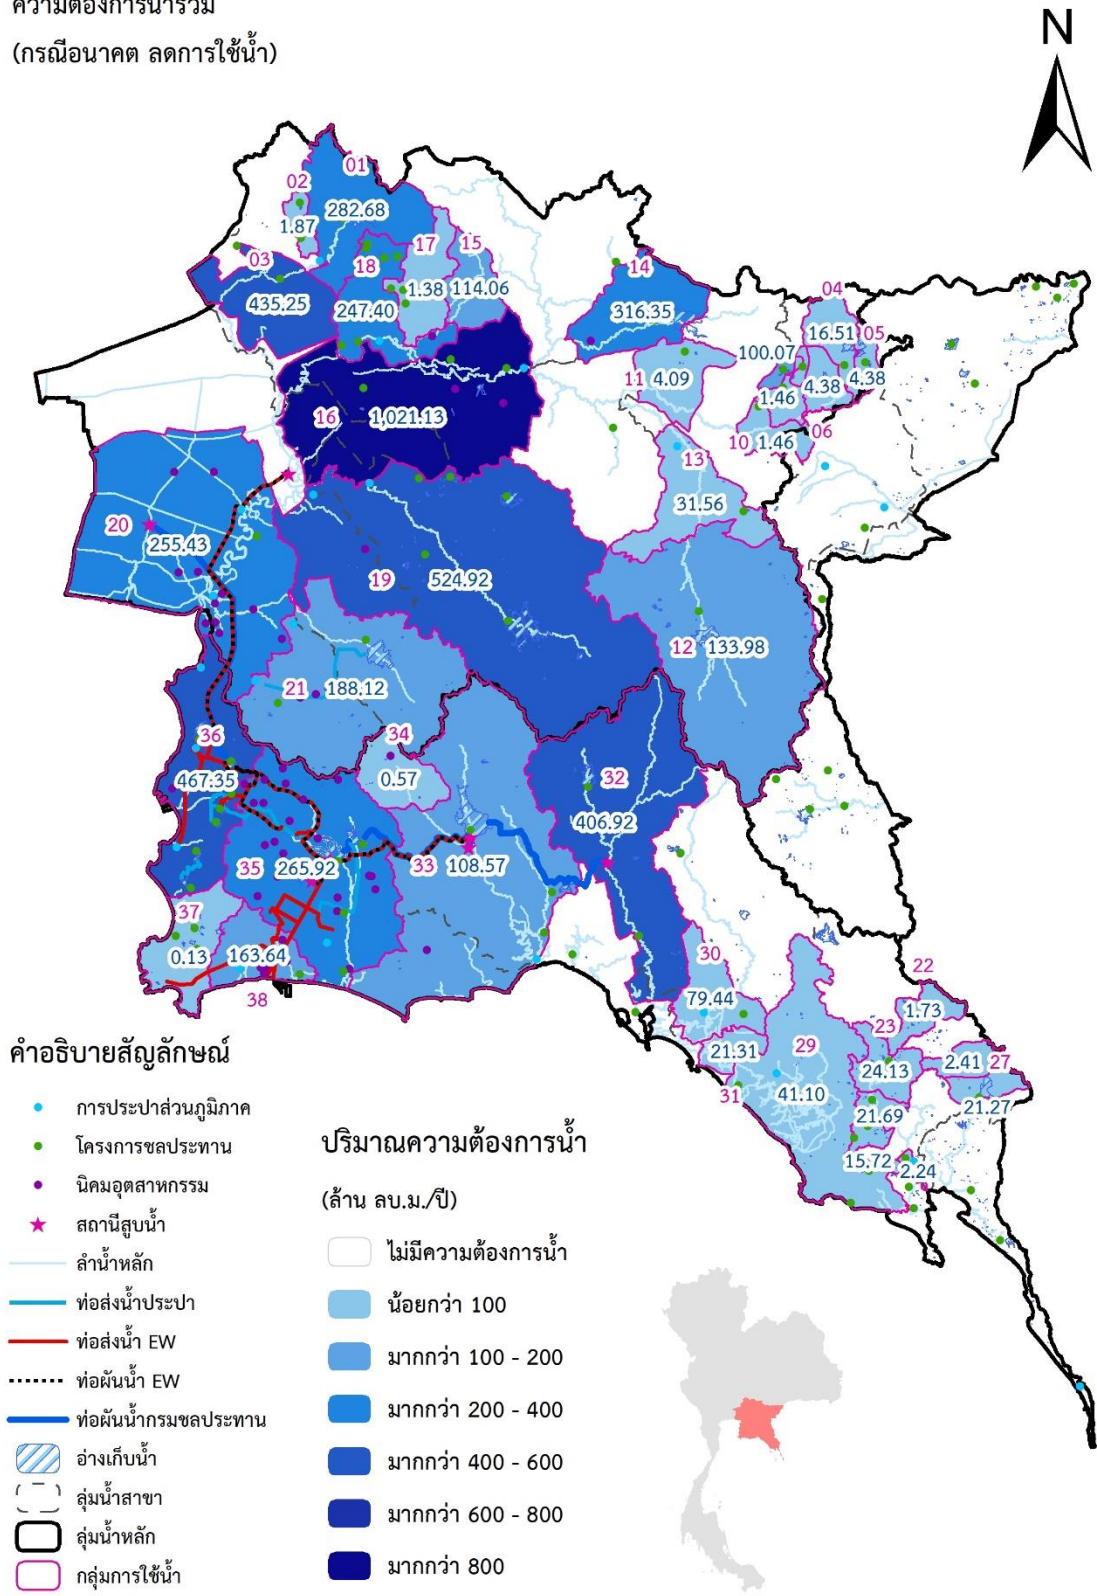 ความต้องการน้ำรวม
(กรณีอนาคต ลดการใช้น้ำ)
N
01
02
282.68
1.87
17
15
03
18
14
1.38
114.06
04
435.25
247.40
316.35
16.51
05
100.07
11
4.09
4.38
4.38
1.46
16
1,021.13
10
1.46
06
13
31.56
20
255.43
19
524.92
12
133.98
21
188.12
34
36
0.57
32
467.35
406.92
35
265.92
33
108.57
37
30
0.13
163.64
22
38
79.44
1.73
23
29
21.31
24.13
2.41
27
31
41.10
21.69
21.27
15.72
2.24
คำอธิบายสัญลักษณ์
การประปาส่วนภูมิภาค
โครงการชลประทาน
นิคมอุตสาหกรรม
สถานีสูบน้ำ
ลำน้ำหลัก
ท่อส่งน้ำประปา
ท่อส่งน้ำ EW
ท่อผันน้ำ EW
ท่อผันน้ำกรมชลประทาน
อ่างเก็บน้ำ
ลุ่มน้ำสาขา
ลุ่มน้ำหลัก
กลุ่มการใช้น้ำ
ปริมาณความต้องการน้ำ
(ล้าน ลบ.ม./ปี)
ไม่มีความต้องการน้ำ
น้อยกว่า 100
มากกว่า 100 - 200
มากกว่า 200 - 400
มากกว่า 400 - 600
มากกว่า 600 - 800
มากกว่า 800